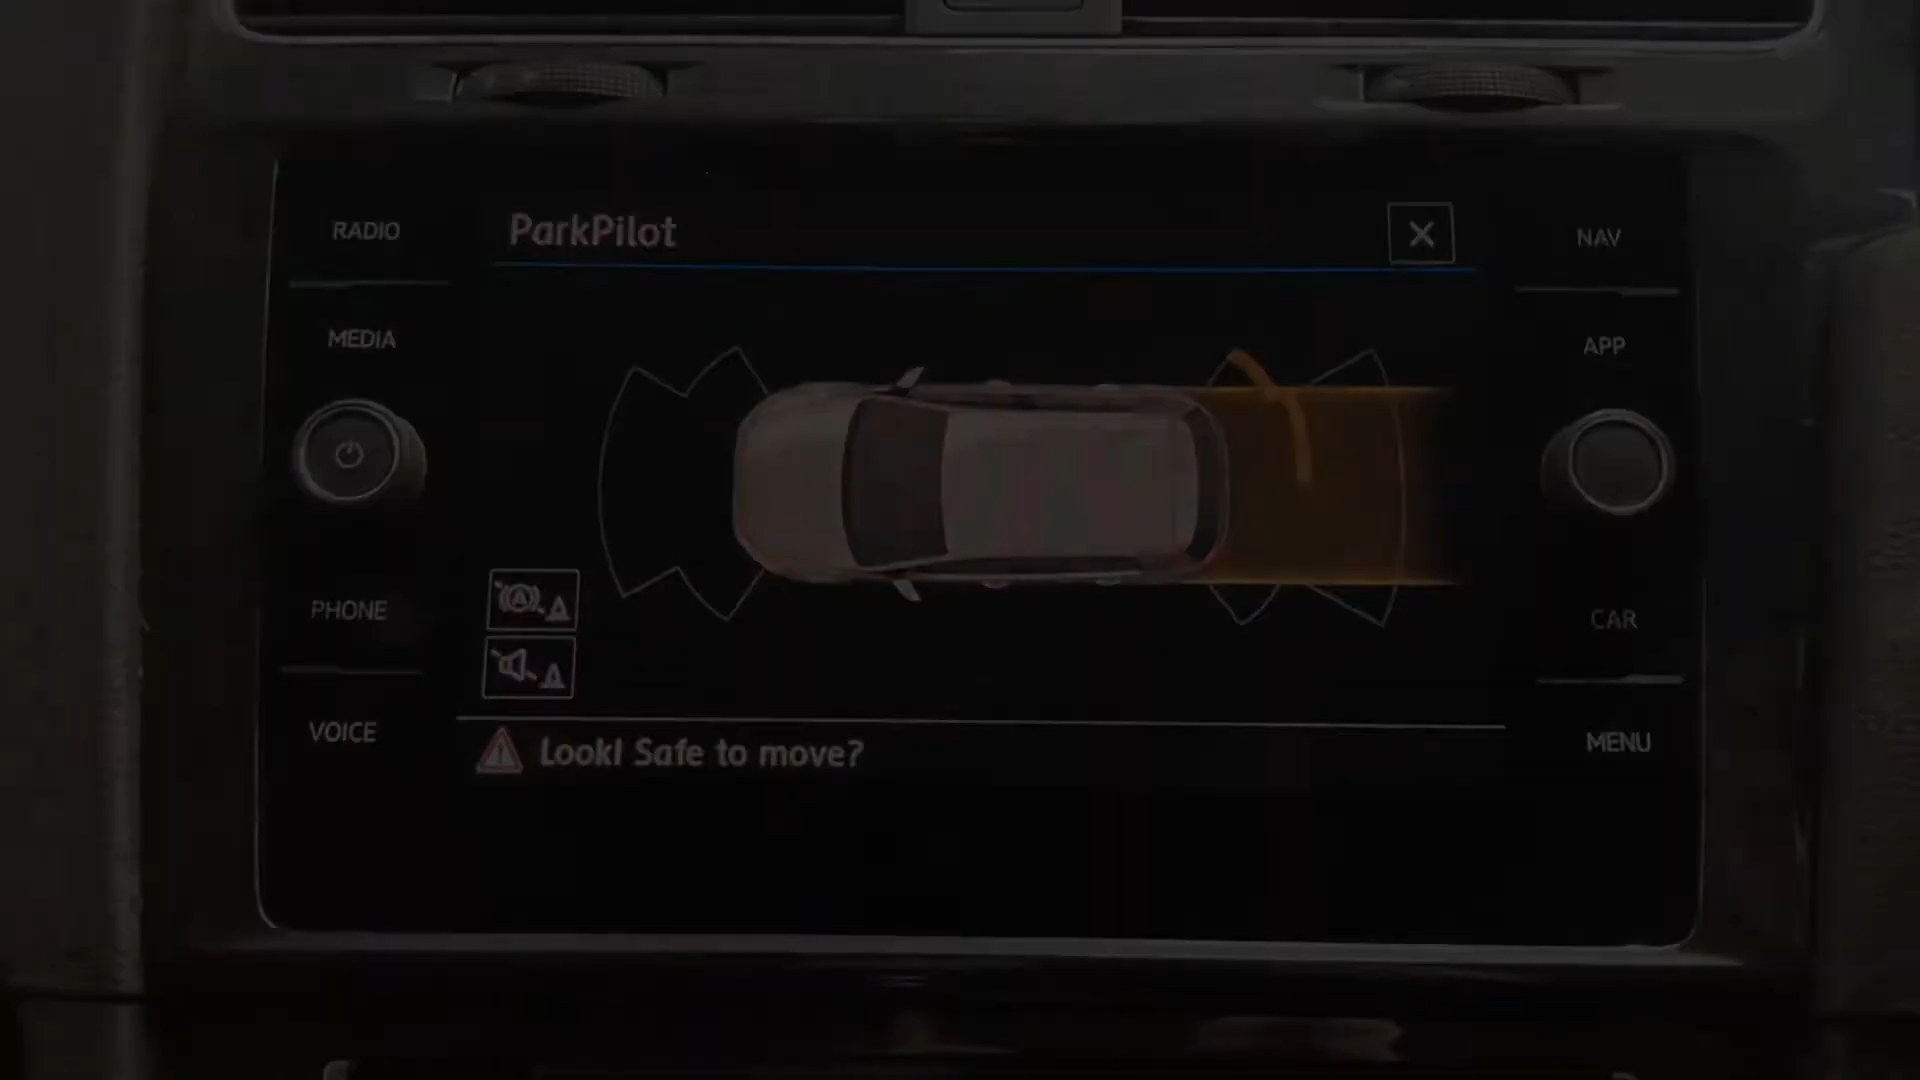 RADIO
ParkPilot
NAV
MEDIA
APP
PHONE
CAR
VOICE
MENU
Look! Safe to move?